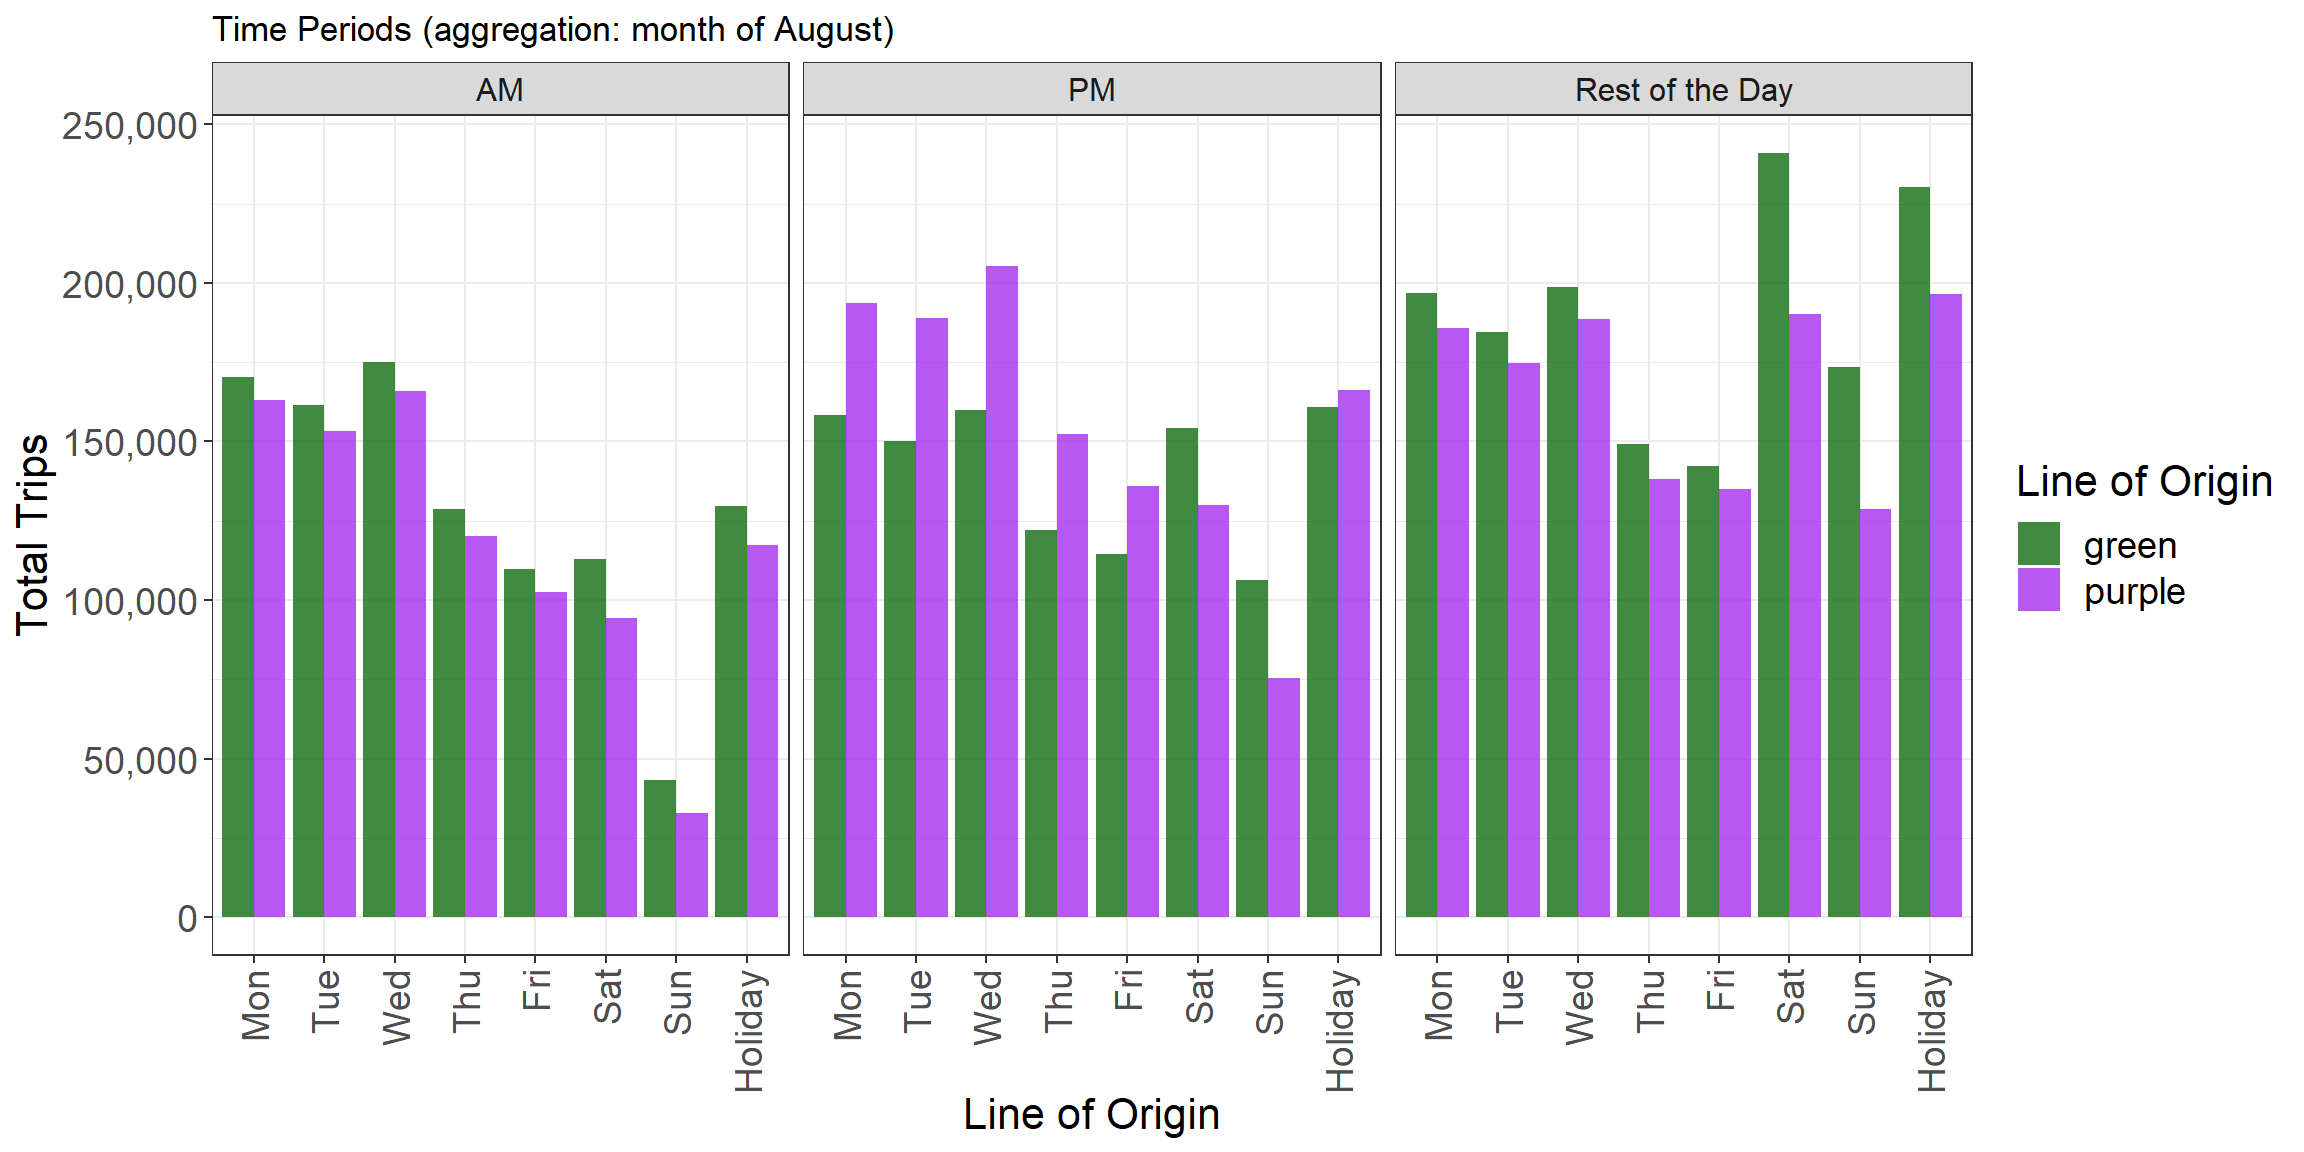 Time Periods (aggregation: month of August)
AM
PM
Rest of the Day
Total Trips
250,000
200,000
150,000
100,000
50,000
0
Mon
Tue
Wed
Thu
Fri
Sat
Sun
Holiday
Mon
Tue
Wed
Thu
Fri
Sat
Sun
Holiday
Mon
Tue
Wed
Thu
Fri
Sat
Sun
Holiday
Line of Origin
Line of Origin
green
purple